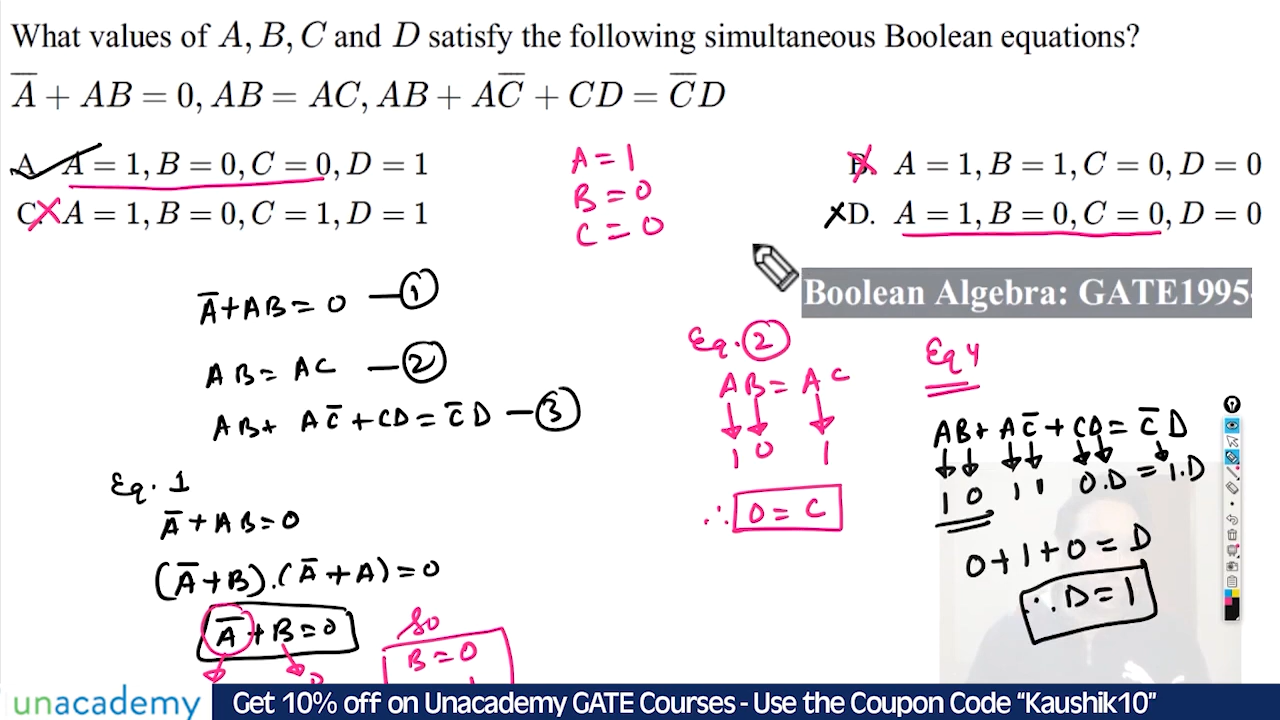 What values of A, B, C and D satisfy the following simultaneous Boolean equations?
A̅ + AB = 0, AB = AC, AB + AC̅ + CD = C̅D
A. A = 1, B = 0, C = 0, D = 1
B. A = 1, B = 1, C = 0, D = 0
C. A = 1, B = 0, C = 1, D = 1
D. A = 1, B = 0, C = 0, D = 0
A = 1
B = 0
C = 0
Boolean Algebra: GATE1995
A̅ + AB = 0 — 1
AB = AC — 2
AB + AC̅ + CD = C̅D — 3
Eq. 1
A̅ + AB = 0
(A̅ + B).(A̅ + A) = 0
A̅ + B = 0
So
B = 0
Eq. 2
AB = AC
1 0 1
∴ 0 = C
Eq 4
AB + AC̅ + CD = C̅D
1 0 1 1 0.D = 1.D
0 + 1 + 0 = D
∴ D = 1
unacademy
Get 10% off on Unacademy GATE Courses - Use the Coupon Code “Kaushik10”